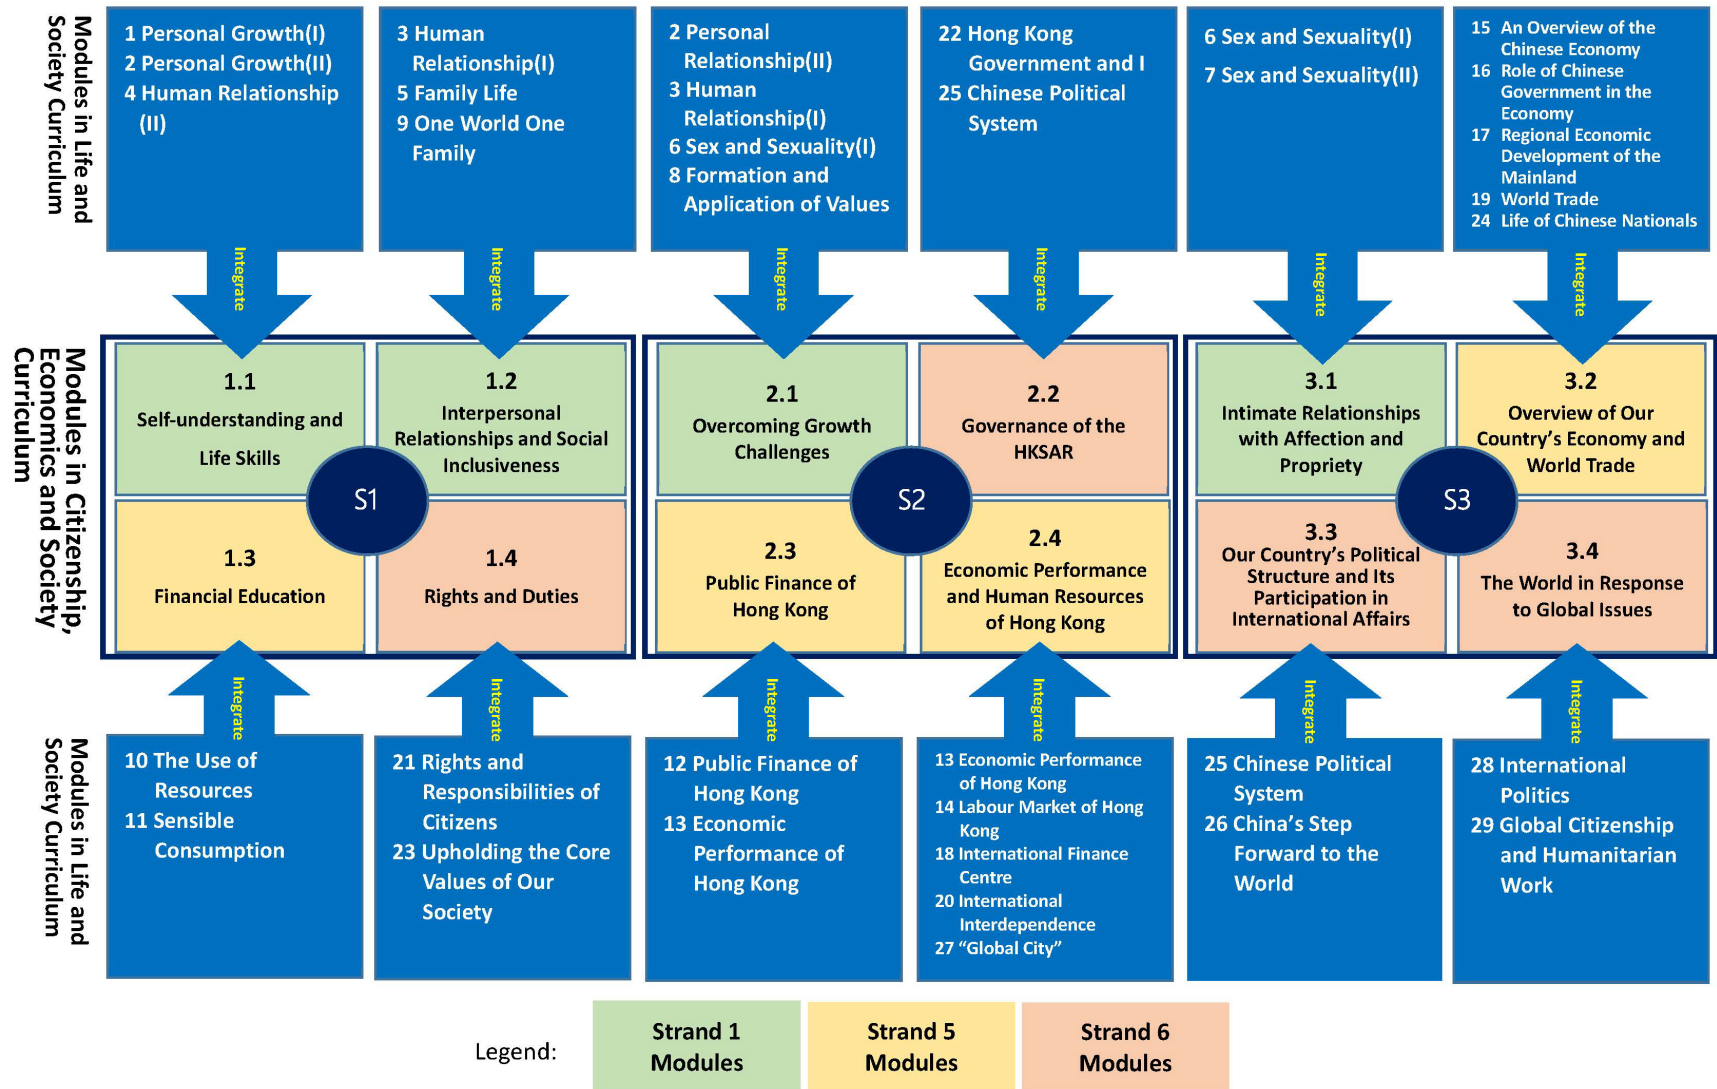 Modules in Life and
Society Curriculum
1 Personal Growth(I)
2 Personal Growth(II)
4 Human Relationship
(II)
3 Human
Relationship(I)
5 Family Life
9 One World One
Family
2 Personal
Relationship(II)
3 Human
Relationship(I)
6 Sex and Sexuality(I)
8 Formation and
Application of Values
22 Hong Kong
Government and I
25 Chinese Political
System
6 Sex and Sexuality(I)
7 Sex and Sexuality(II)
15 An Overview of the
Chinese Economy
16 Role of Chinese
Government in the
Economy
17 Regional Economic
Development of the
Mainland
19 World Trade
24 Life of Chinese Nationals
Integrate
Integrate
Integrate
Integrate
Integrate
Integrate
Modules in Citizenship,
Economics and Society
Curriculum
1.1
Self-understanding and
Life Skills
1.2
Interpersonal
Relationships and Social
Inclusiveness
S1
1.3
Financial Education
1.4
Rights and Duties
2.1
Overcoming Growth
Challenges
2.2
Governance of the
HKSAR
S2
2.3
Public Finance of
Hong Kong
2.4
Economic Performance
and Human Resources
of Hong Kong
3.1
Intimate Relationships
with Affection and
Propriety
3.2
Overview of Our
Country's Economy and
World Trade
S3
3.3
Our Country's Political
Structure and Its
Participation in
International Affairs
3.4
The World in Response
to Global Issues
Integrate
Integrate
Integrate
Integrate
Integrate
Integrate
Modules in Life and
Society Curriculum
10 The Use of
Resources
11 Sensible
Consumption
21 Rights and
Responsibilities of
Citizens
23 Upholding the Core
Values of Our
Society
12 Public Finance of
Hong Kong
13 Economic
Performance of
Hong Kong
13 Economic Performance
of Hong Kong
14 Labour Market of Hong
Kong
18 International Finance
Centre
20 International
Interdependence
27 “Global City”
25 Chinese Political
System
26 China's Step
Forward to the
World
28 International
Politics
29 Global Citizenship
and Humanitarian
Work
Legend:
Strand 1
Modules
Strand 5
Modules
Strand 6
Modules